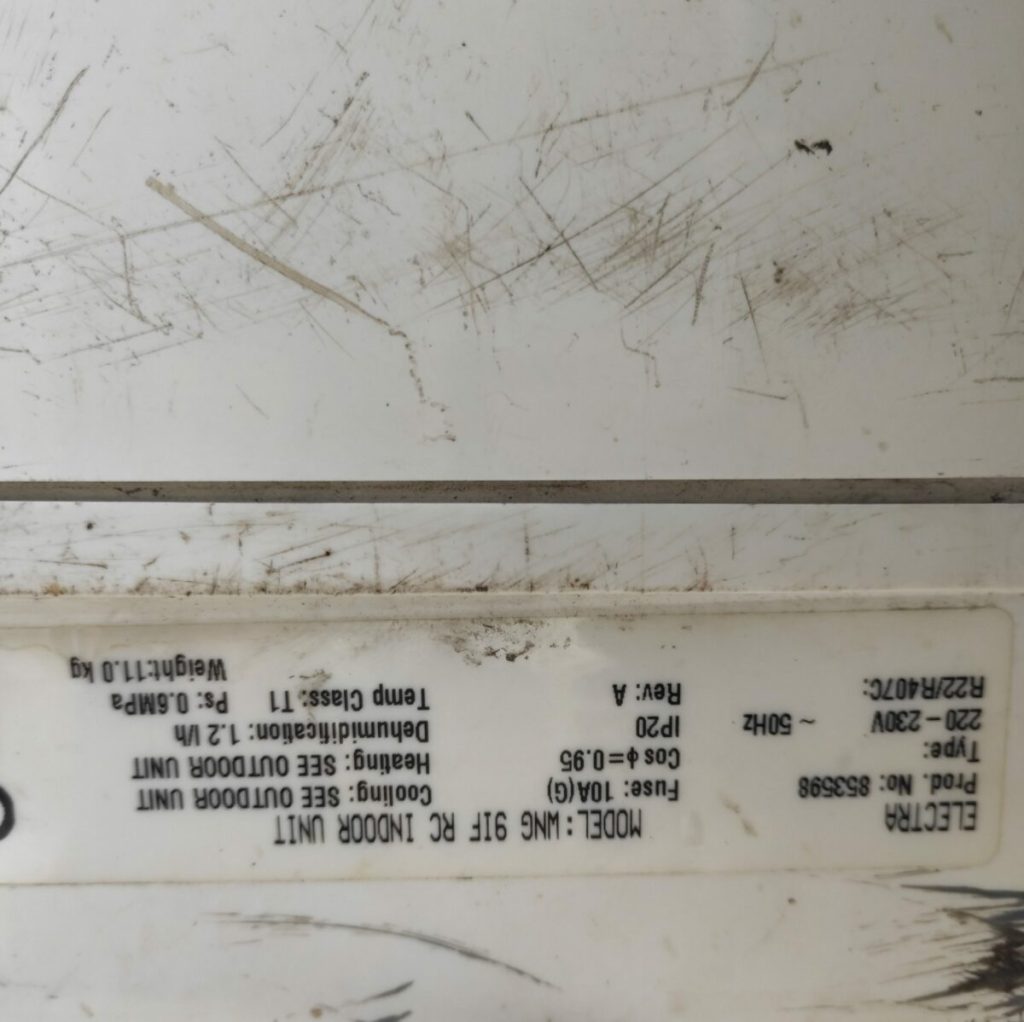 ELECTRA MODEL: WNG 9IF RC INDOOR UNIT
Prod. No: 853598 Fuse: 10A(G) Cooling: SEE OUTDOOR UNIT
Type: Cos ϕ=0.95 Heating: SEE OUTDOOR UNIT
220 - 230V ~ 50Hz IP20 Dehumidification: 1.2 l/h
R22/R407C: Rev: A Temp Class: T1 Ps: 0.6MPa
Weight:11.0 kg